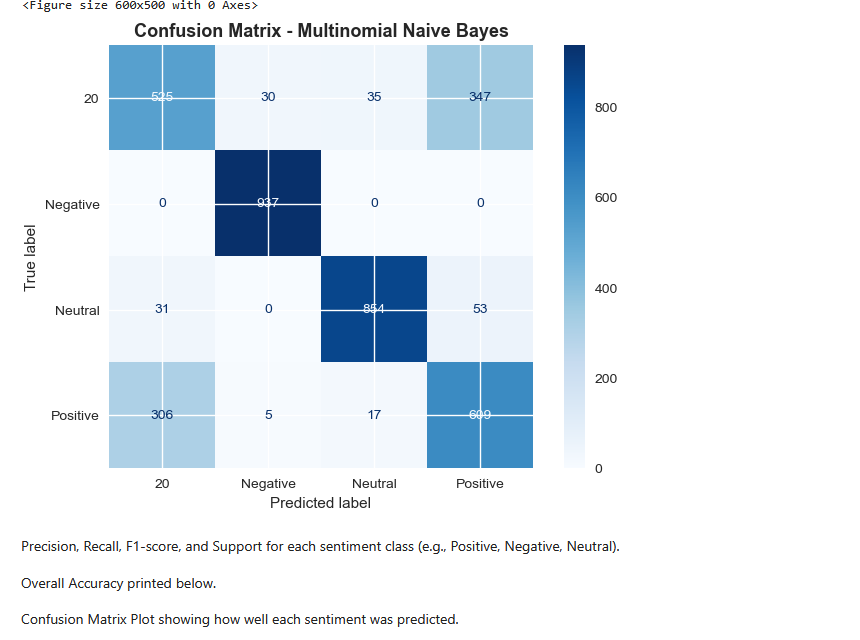 <Figure size 600x500 with 0 Axes>
Confusion Matrix - Multinomial Naive Bayes
20 525 30 35 347 800
Negative 0 937 0 0 600
Neutral 31 0 854 53 400
Positive 306 5 17 609 200
0
20 Negative Neutral Positive
True label
Predicted label
Precision, Recall, F1-score, and Support for each sentiment class (e.g., Positive, Negative, Neutral).
Overall Accuracy printed below.
Confusion Matrix Plot showing how well each sentiment was predicted.